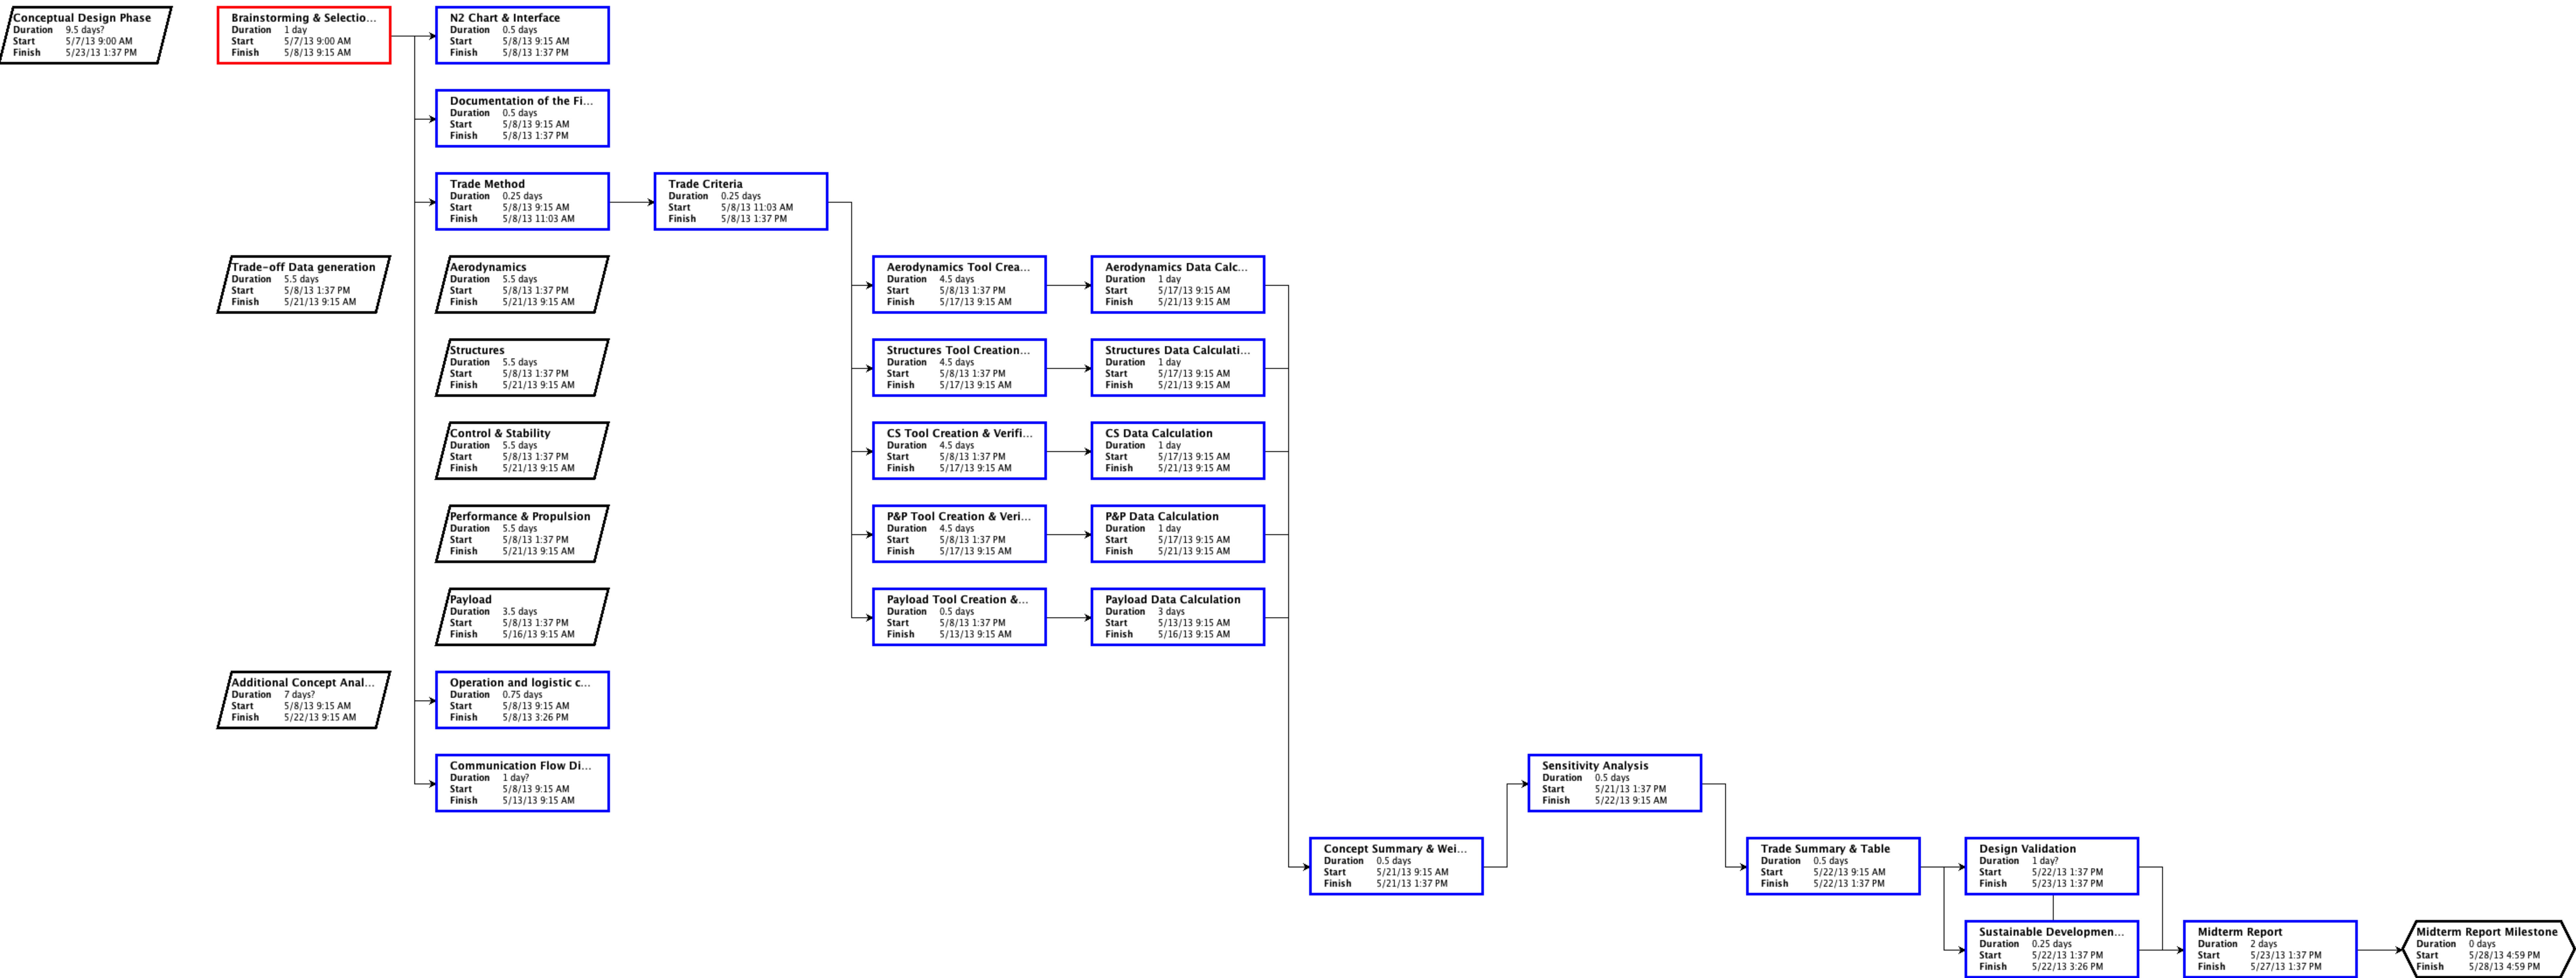 Conceptual Design Phase
Duration 9.5 days?
Start 5/7/13 9:00 AM
Finish 5/23/13 1:37 PM
Brainstorming & Selectio...
Duration 1 day
Start 5/7/13 9:00 AM
Finish 5/8/13 9:15 AM
N2 Chart & Interface
Duration 0.5 days
Start 5/8/13 9:15 AM
Finish 5/8/13 1:37 PM
Documentation of the Fi...
Duration 0.5 days
Start 5/8/13 9:15 AM
Finish 5/8/13 1:37 PM
Trade Method
Duration 0.25 days
Start 5/8/13 9:15 AM
Finish 5/8/13 11:03 AM
Trade Criteria
Duration 0.25 days
Start 5/8/13 11:03 AM
Finish 5/8/13 1:37 PM
Trade-off Data generation
Duration 5.5 days
Start 5/8/13 1:37 PM
Finish 5/21/13 9:15 AM
Aerodynamics
Duration 5.5 days
Start 5/8/13 1:37 PM
Finish 5/21/13 9:15 AM
Aerodynamics Tool Crea...
Duration 4.5 days
Start 5/8/13 1:37 PM
Finish 5/17/13 9:15 AM
Aerodynamics Data Calc...
Duration 1 day
Start 5/17/13 9:15 AM
Finish 5/21/13 9:15 AM
Structures
Duration 5.5 days
Start 5/8/13 1:37 PM
Finish 5/21/13 9:15 AM
Structures Tool Creation...
Duration 4.5 days
Start 5/8/13 1:37 PM
Finish 5/17/13 9:15 AM
Structures Data Calculati...
Duration 1 day
Start 5/17/13 9:15 AM
Finish 5/21/13 9:15 AM
Control & Stability
Duration 5.5 days
Start 5/8/13 1:37 PM
Finish 5/21/13 9:15 AM
CS Tool Creation & Verifi...
Duration 4.5 days
Start 5/8/13 1:37 PM
Finish 5/17/13 9:15 AM
CS Data Calculation
Duration 1 day
Start 5/17/13 9:15 AM
Finish 5/21/13 9:15 AM
Performance & Propulsion
Duration 5.5 days
Start 5/8/13 1:37 PM
Finish 5/21/13 9:15 AM
P&P Tool Creation & Veri...
Duration 4.5 days
Start 5/8/13 1:37 PM
Finish 5/17/13 9:15 AM
P&P Data Calculation
Duration 1 day
Start 5/17/13 9:15 AM
Finish 5/21/13 9:15 AM
Payload
Duration 3.5 days
Start 5/8/13 1:37 PM
Finish 5/16/13 9:15 AM
Payload Tool Creation &...
Duration 0.5 days
Start 5/8/13 1:37 PM
Finish 5/13/13 9:15 AM
Payload Data Calculation
Duration 3 days
Start 5/13/13 9:15 AM
Finish 5/16/13 9:15 AM
Additional Concept Anal...
Duration 7 days?
Start 5/8/13 9:15 AM
Finish 5/22/13 9:15 AM
Operation and logistic c...
Duration 0.75 days
Start 5/8/13 9:15 AM
Finish 5/8/13 3:26 PM
Communication Flow Di...
Duration 1 day?
Start 5/8/13 9:15 AM
Finish 5/13/13 9:15 AM
Sensitivity Analysis
Duration 0.5 days
Start 5/21/13 1:37 PM
Finish 5/22/13 9:15 AM
Concept Summary & Wei...
Duration 0.5 days
Start 5/21/13 9:15 AM
Finish 5/21/13 1:37 PM
Trade Summary & Table
Duration 0.5 days
Start 5/22/13 9:15 AM
Finish 5/22/13 1:37 PM
Design Validation
Duration 1 day?
Start 5/22/13 1:37 PM
Finish 5/23/13 1:37 PM
Sustainable Developmen...
Duration 0.25 days
Start 5/22/13 1:37 PM
Finish 5/22/13 3:26 PM
Midterm Report
Duration 2 days
Start 5/23/13 1:37 PM
Finish 5/27/13 1:37 PM
Midterm Report Milestone
Duration 0 days
Start 5/28/13 4:59 PM
Finish 5/28/13 4:59 PM